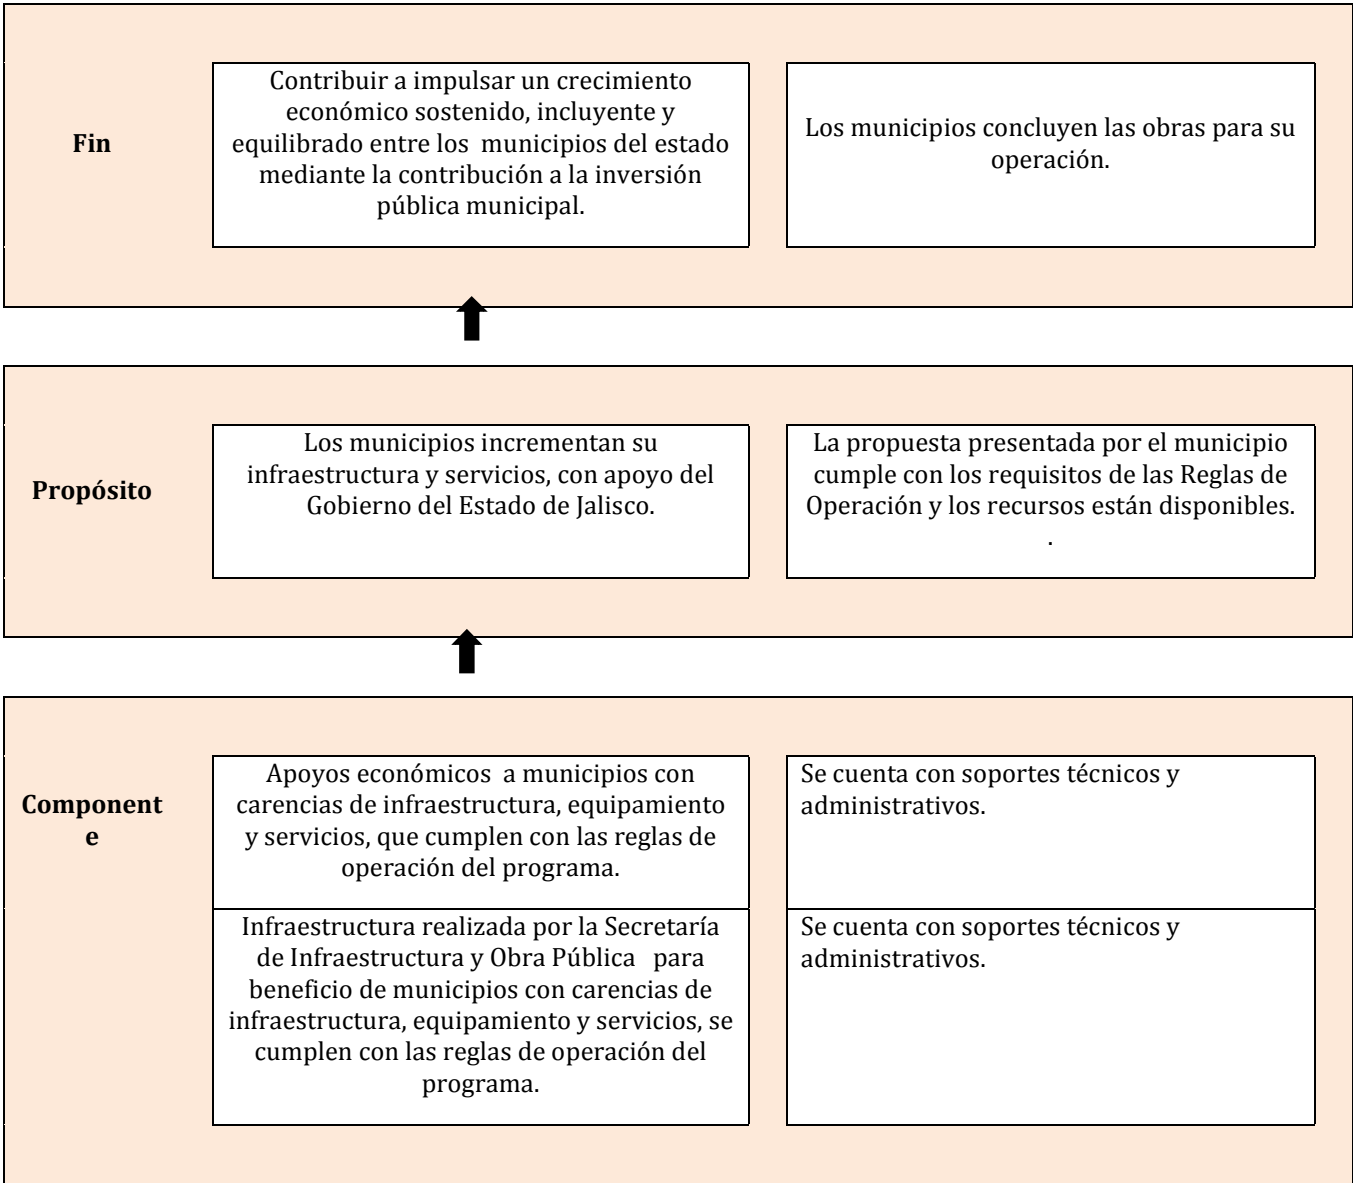 Fin
Contribuir a impulsar un crecimiento
económico sostenido, incluyente y
equilibrado entre los  municipios del estado
mediante la contribución a la inversión
pública municipal.
Los municipios concluyen las obras para su
operación.
Propósito
Los municipios incrementan su
infraestructura y servicios, con apoyo del
Gobierno del Estado de Jalisco.
La propuesta presentada por el municipio
cumple con los requisitos de las Reglas de
Operación y los recursos están disponibles.
.
Component
e
Apoyos económicos  a municipios con
carencias de infraestructura, equipamiento
y servicios, que cumplen con las reglas de
operación del programa.
Se cuenta con soportes técnicos y
administrativos.
Infraestructura realizada por la Secretaría
de Infraestructura y Obra Pública   para
beneficio de municipios con carencias de
infraestructura, equipamiento y servicios, se
cumplen con las reglas de operación del
programa.
Se cuenta con soportes técnicos y
administrativos.